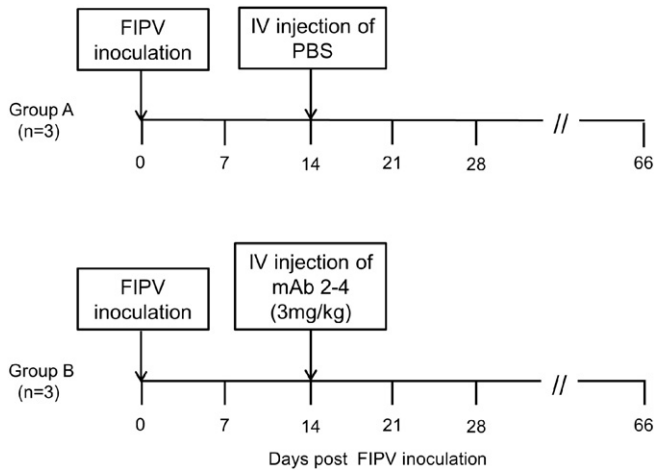 FIPV
inoculation
IV injection of
PBS
Group A
(n=3)
0 7 14 21 28 // 66
FIPV
inoculation
IV injection of
mAb 2-4
(3mg/kg)
Group B
(n=3)
0 7 14 21 28 // 66
Days post FIPV inoculation